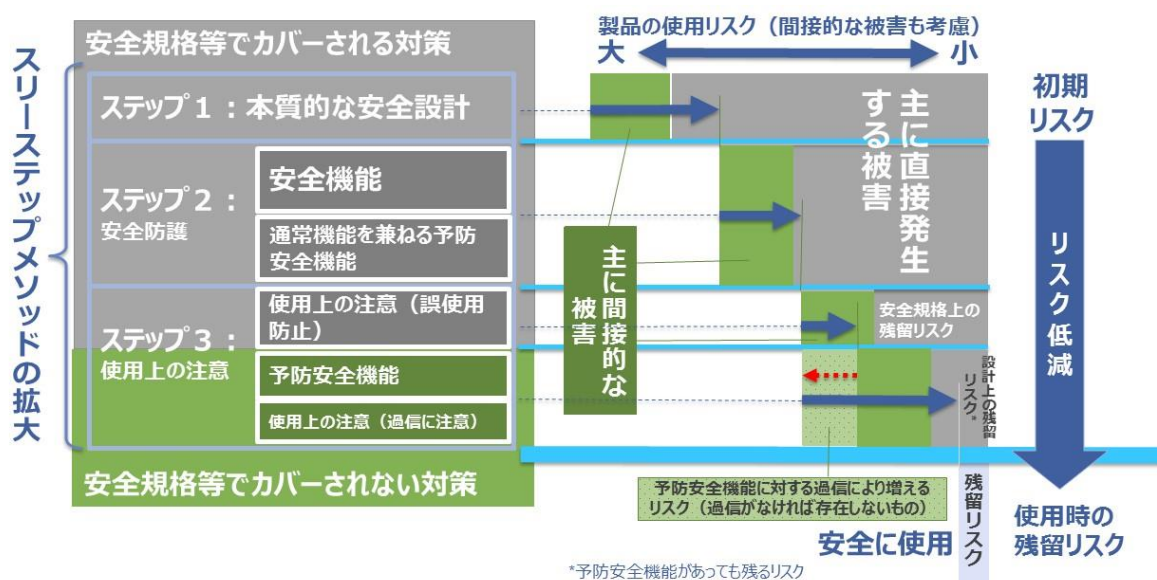 製品の使用リスク（間接的な被害も考慮）
大
小
スリーステップメソッドの拡大
安全規格等でカバーされる対策
ステップ１：本質的な安全設計
ステップ２：
安全防護
安全機能
通常機能を兼ねる予防
安全機能
ステップ３：
使用上の注意
使用上の注意（誤使用
防止）
予防安全機能
使用上の注意（過信に注意）
安全規格等でカバーされない対策
主に直接発生
する被害
主に間接的な
被害
安全規格上の
残留リスク
設計上の残留
リスク*
初期
リスク
リスク低減
予防安全機能に対する過信により増える
リスク（過信がなければ存在しないもの）
残留リスク
安全に使用
使用時の
残留リスク
*予防安全機能があっても残るリスク